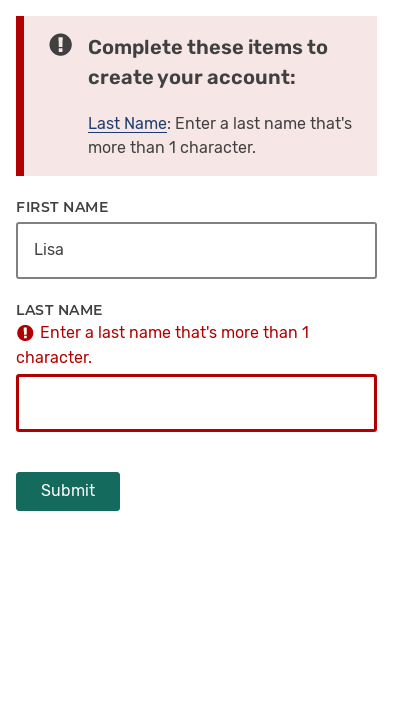 Complete these items to
create your account:
Last Name: Enter a last name that's
more than 1 character.
FIRST NAME
Lisa
LAST NAME
Enter a last name that's more than 1
character.
Submit